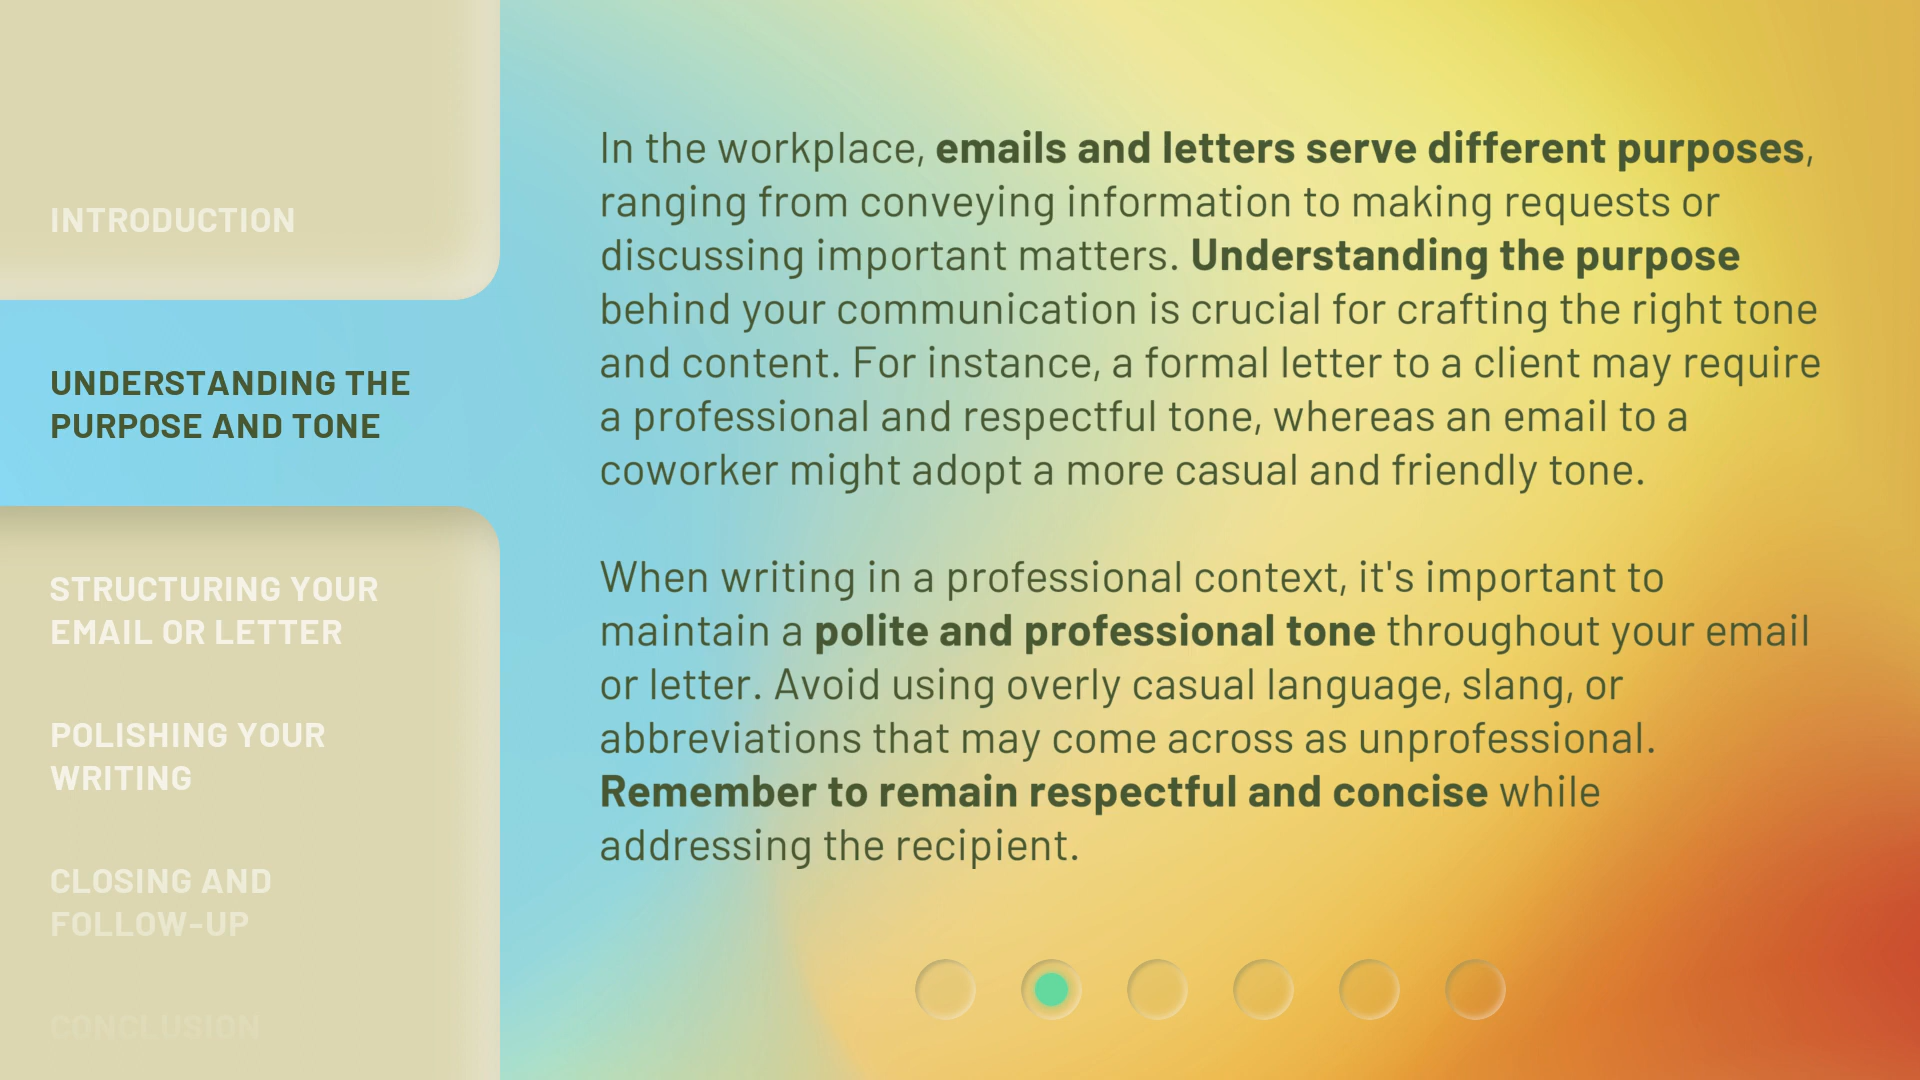 INTRODUCTION
UNDERSTANDING THE
PURPOSE AND TONE
STRUCTURING YOUR
EMAIL OR LETTER
POLISHING YOUR
WRITING
CLOSING AND
FOLLOW-UP
CONCLUSION
In the workplace, emails and letters serve different purposes,
ranging from conveying information to making requests or
discussing important matters. Understanding the purpose
behind your communication is crucial for crafting the right tone
and content. For instance, a formal letter to a client may require
a professional and respectful tone, whereas an email to a
coworker might adopt a more casual and friendly tone.
When writing in a professional context, it's important to
maintain a polite and professional tone throughout your email
or letter. Avoid using overly casual language, slang, or
abbreviations that may come across as unprofessional.
Remember to remain respectful and concise while
addressing the recipient.